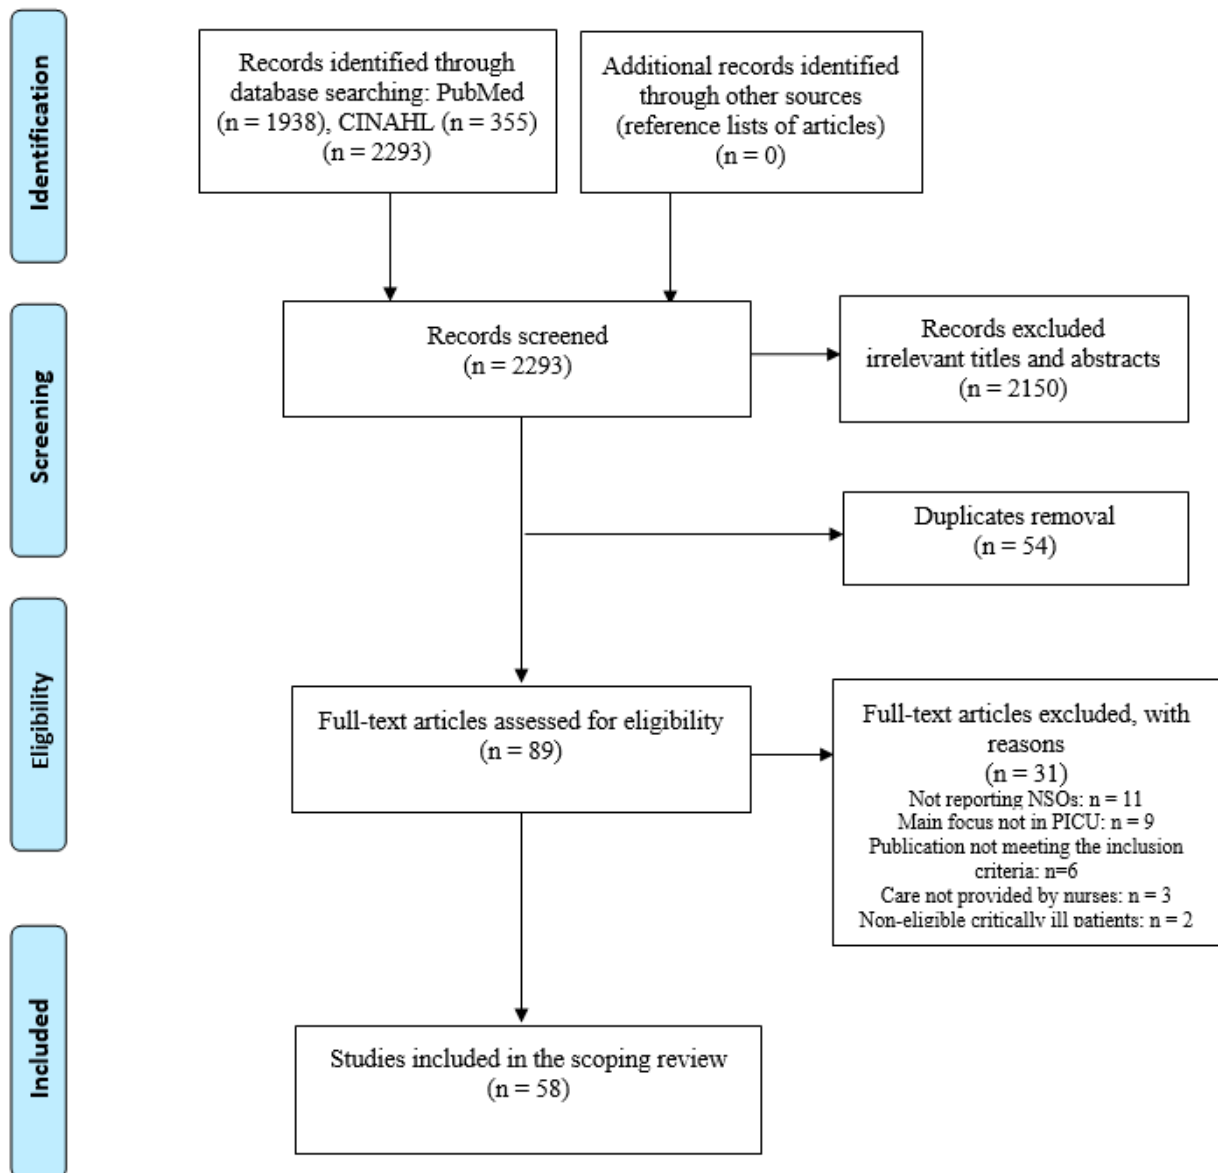 Identification
Records identified through
database searching: PubMed
(n = 1938), CINAHL (n = 355)
(n = 2293)
Additional records identified
through other sources
(reference lists of articles)
(n = 0)
Screening
Records screened
(n = 2293)
Records excluded
irrelevant titles and abstracts
(n = 2150)
Duplicates removal
(n = 54)
Eligibility
Full-text articles assessed for eligibility
(n = 89)
Full-text articles excluded, with
reasons
(n = 31)
Not reporting NSOs: n = 11
Main focus not in PICU: n = 9
Publication not meeting the inclusion
criteria: n=6
Care not provided by nurses: n = 3
Non-eligible critically ill patients: n = 2
Included
Studies included in the scoping review
(n = 58)